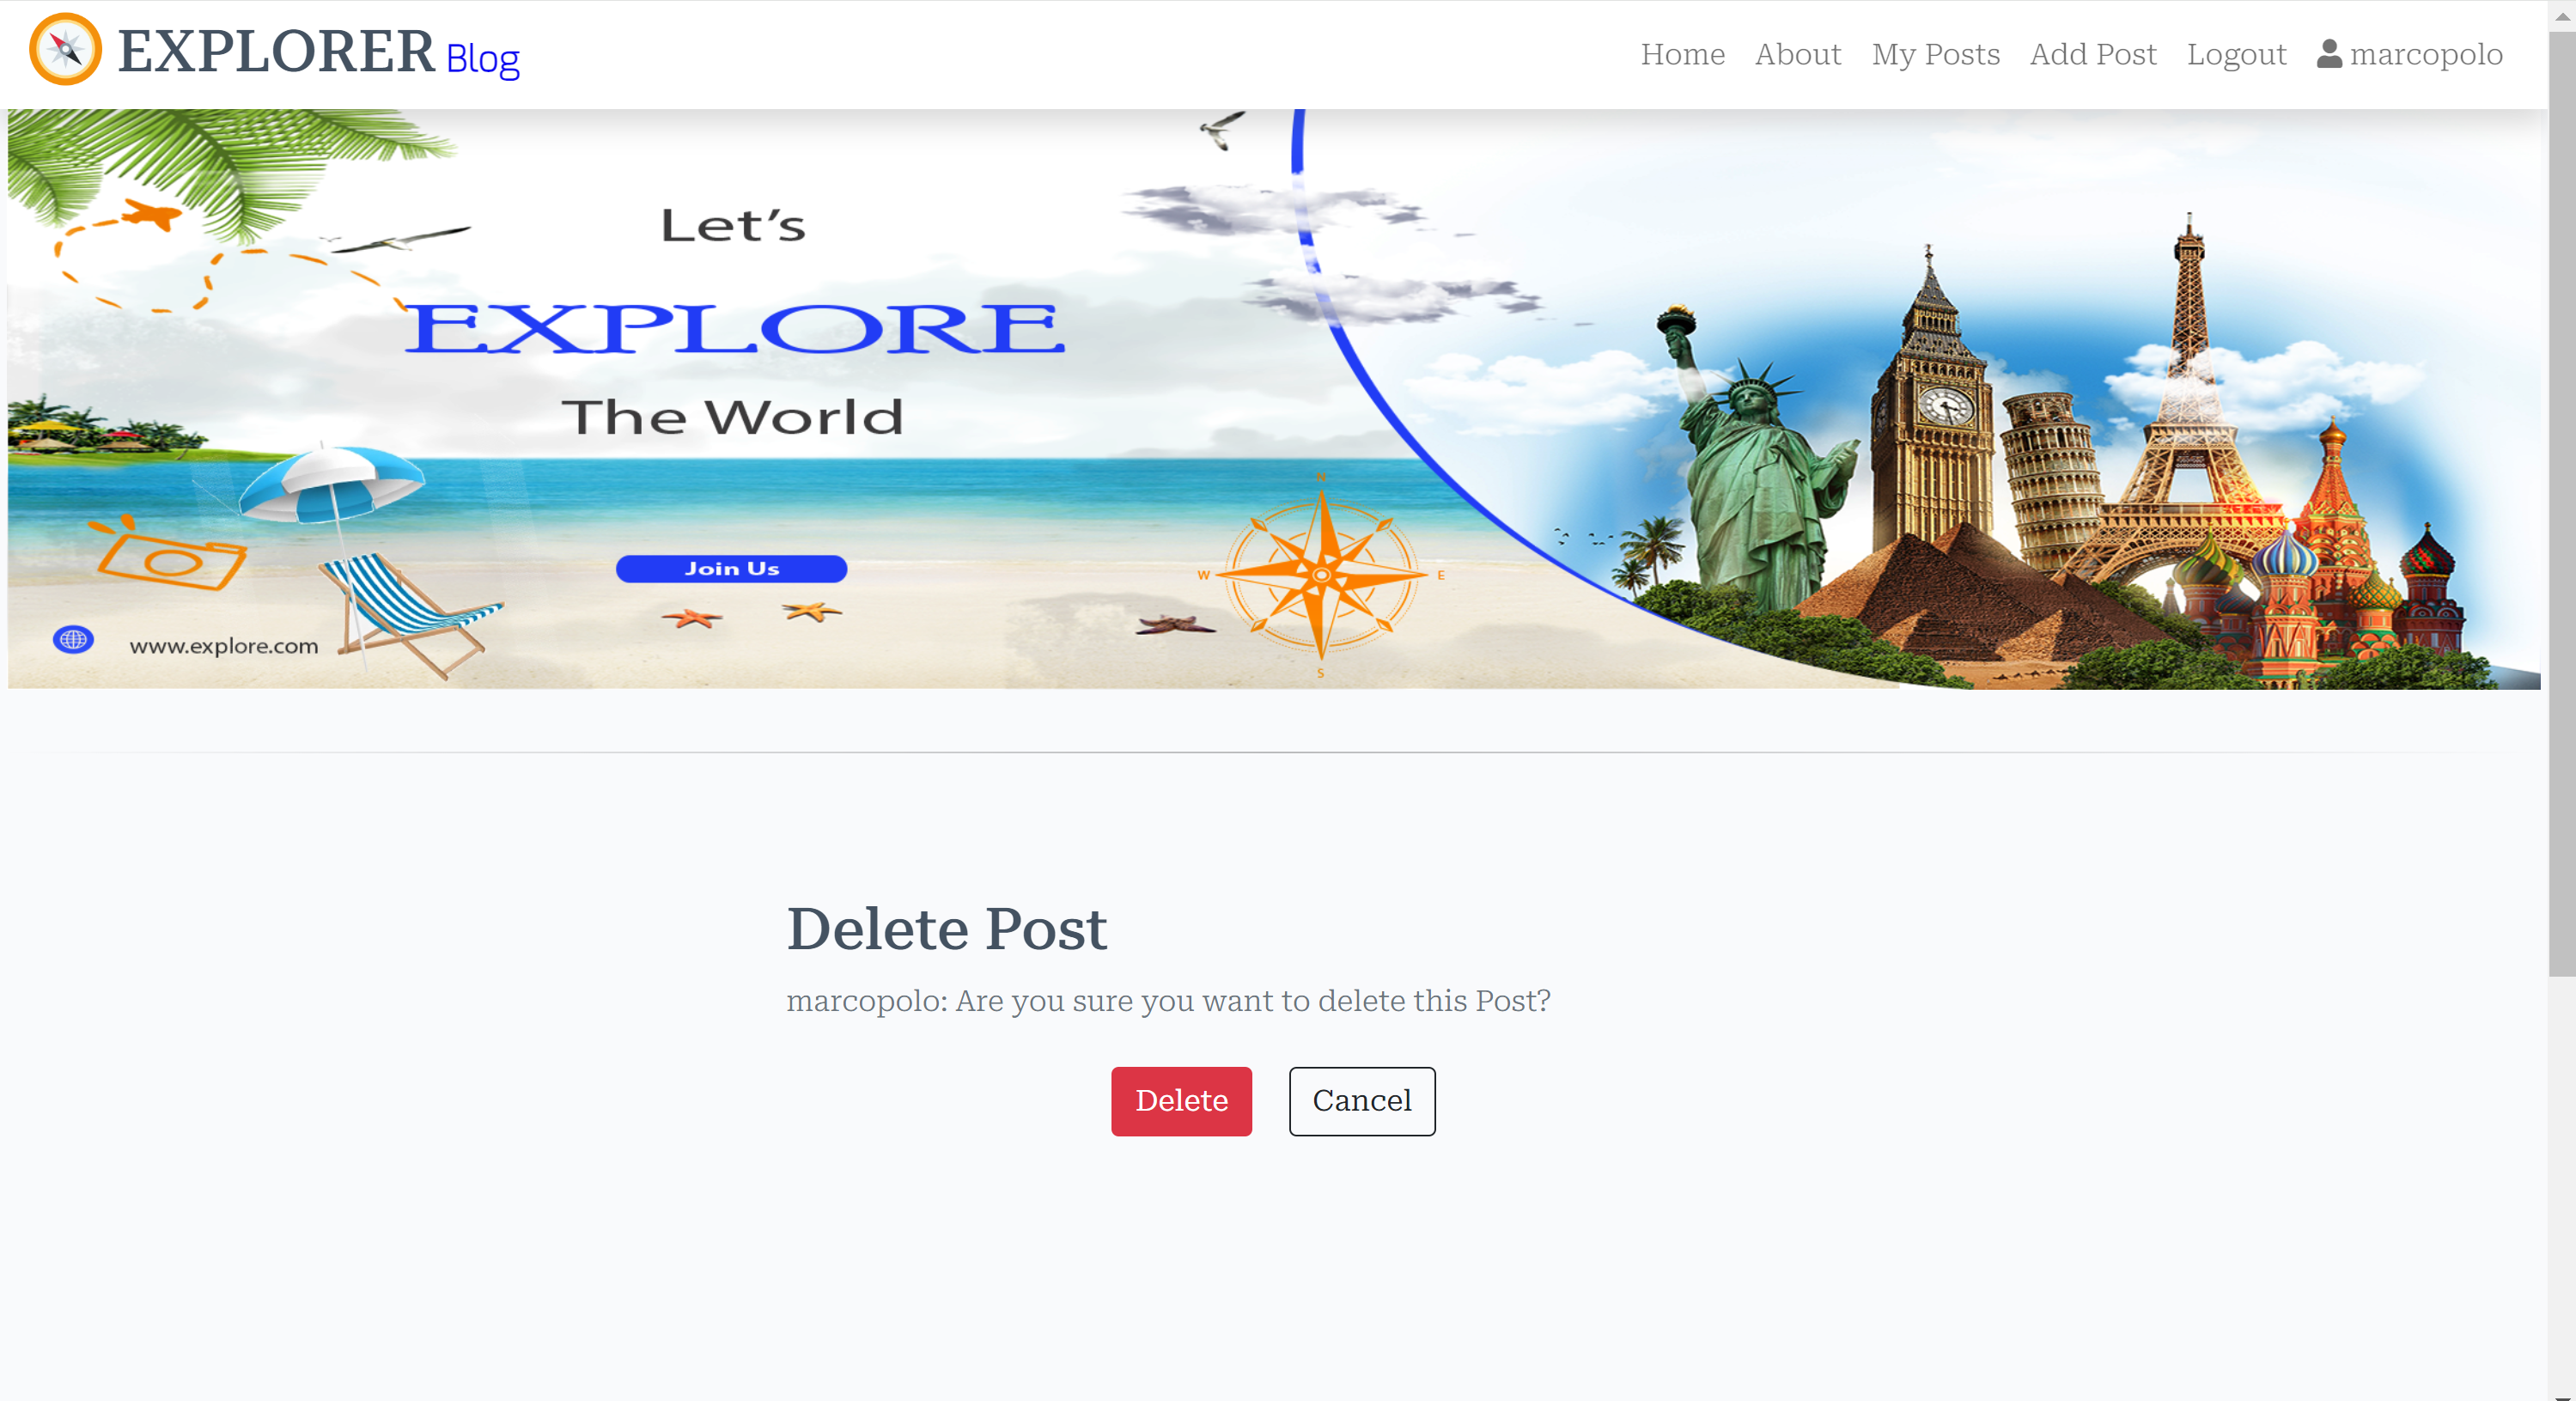 EXPLORER Blog
Home About My Posts Add Post Logout marcopolo
Let’s
EXPLORE
The World
Join Us
www.explore.com
N
W E
S
Delete Post
marcopolo: Are you sure you want to delete this Post?
Delete Cancel